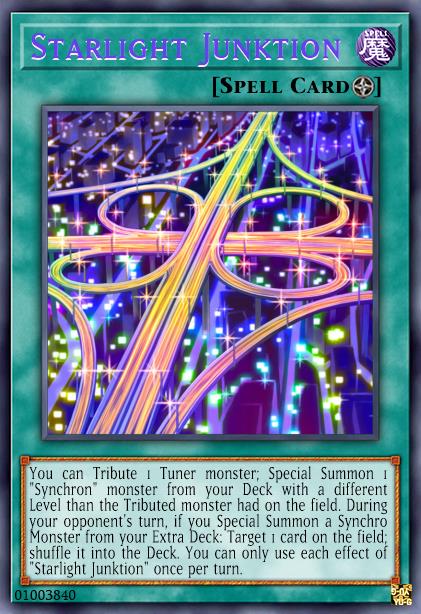 STARLIGHT JUNKTION
SPELL
魔
[SPELL CARD]
You can Tribute 1 Tuner monster; Special Summon 1
"Synchron" monster from your Deck with a different
Level than the Tributed monster had on the field. During
your opponent's turn, if you Special Summon a Synchro
Monster from your Extra Deck: Target 1 card on the field;
shuffle it into the Deck. You can only use each effect of
"Starlight Junktion" once per turn.
01003840